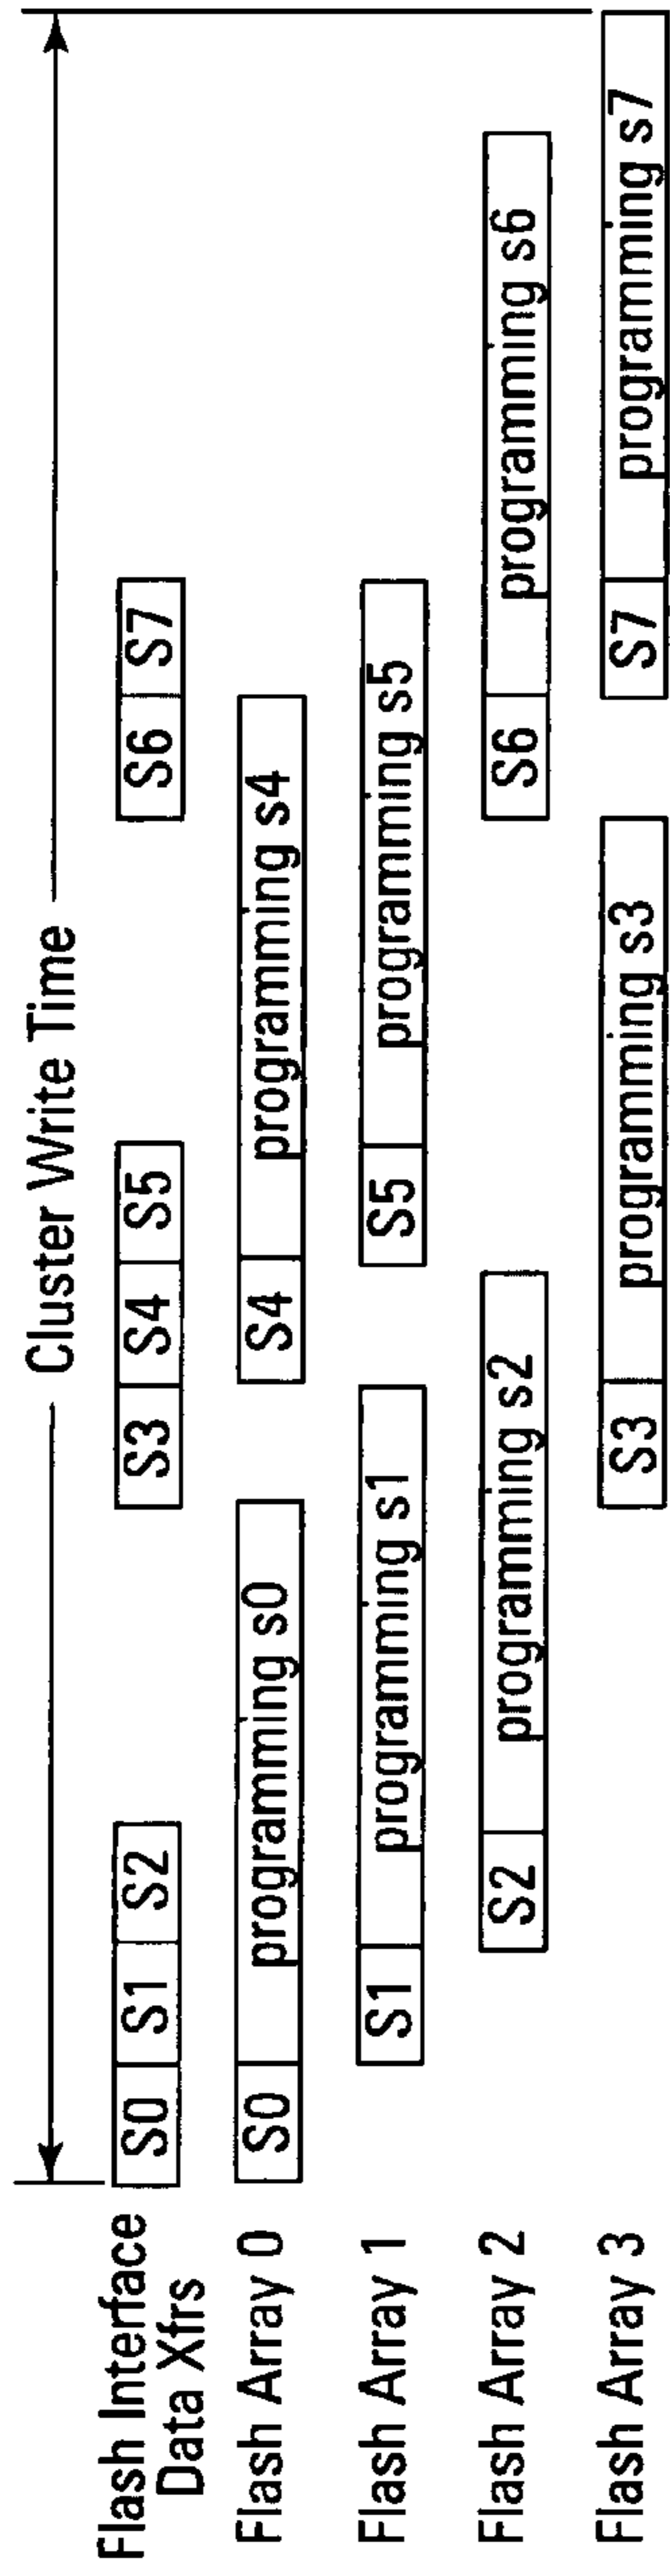 Cluster Write Time
Flash Interface
Data Xfrs
S0 S1 S2 S3 S4 S5 S6 S7
Flash Array 0
S0 programming s0 S4 programming s4
Flash Array 1
S1 programming s1 S5 programming s5
Flash Array 2
S2 programming s2 S6 programming s6
Flash Array 3
S3 programming s3 S7 programming s7